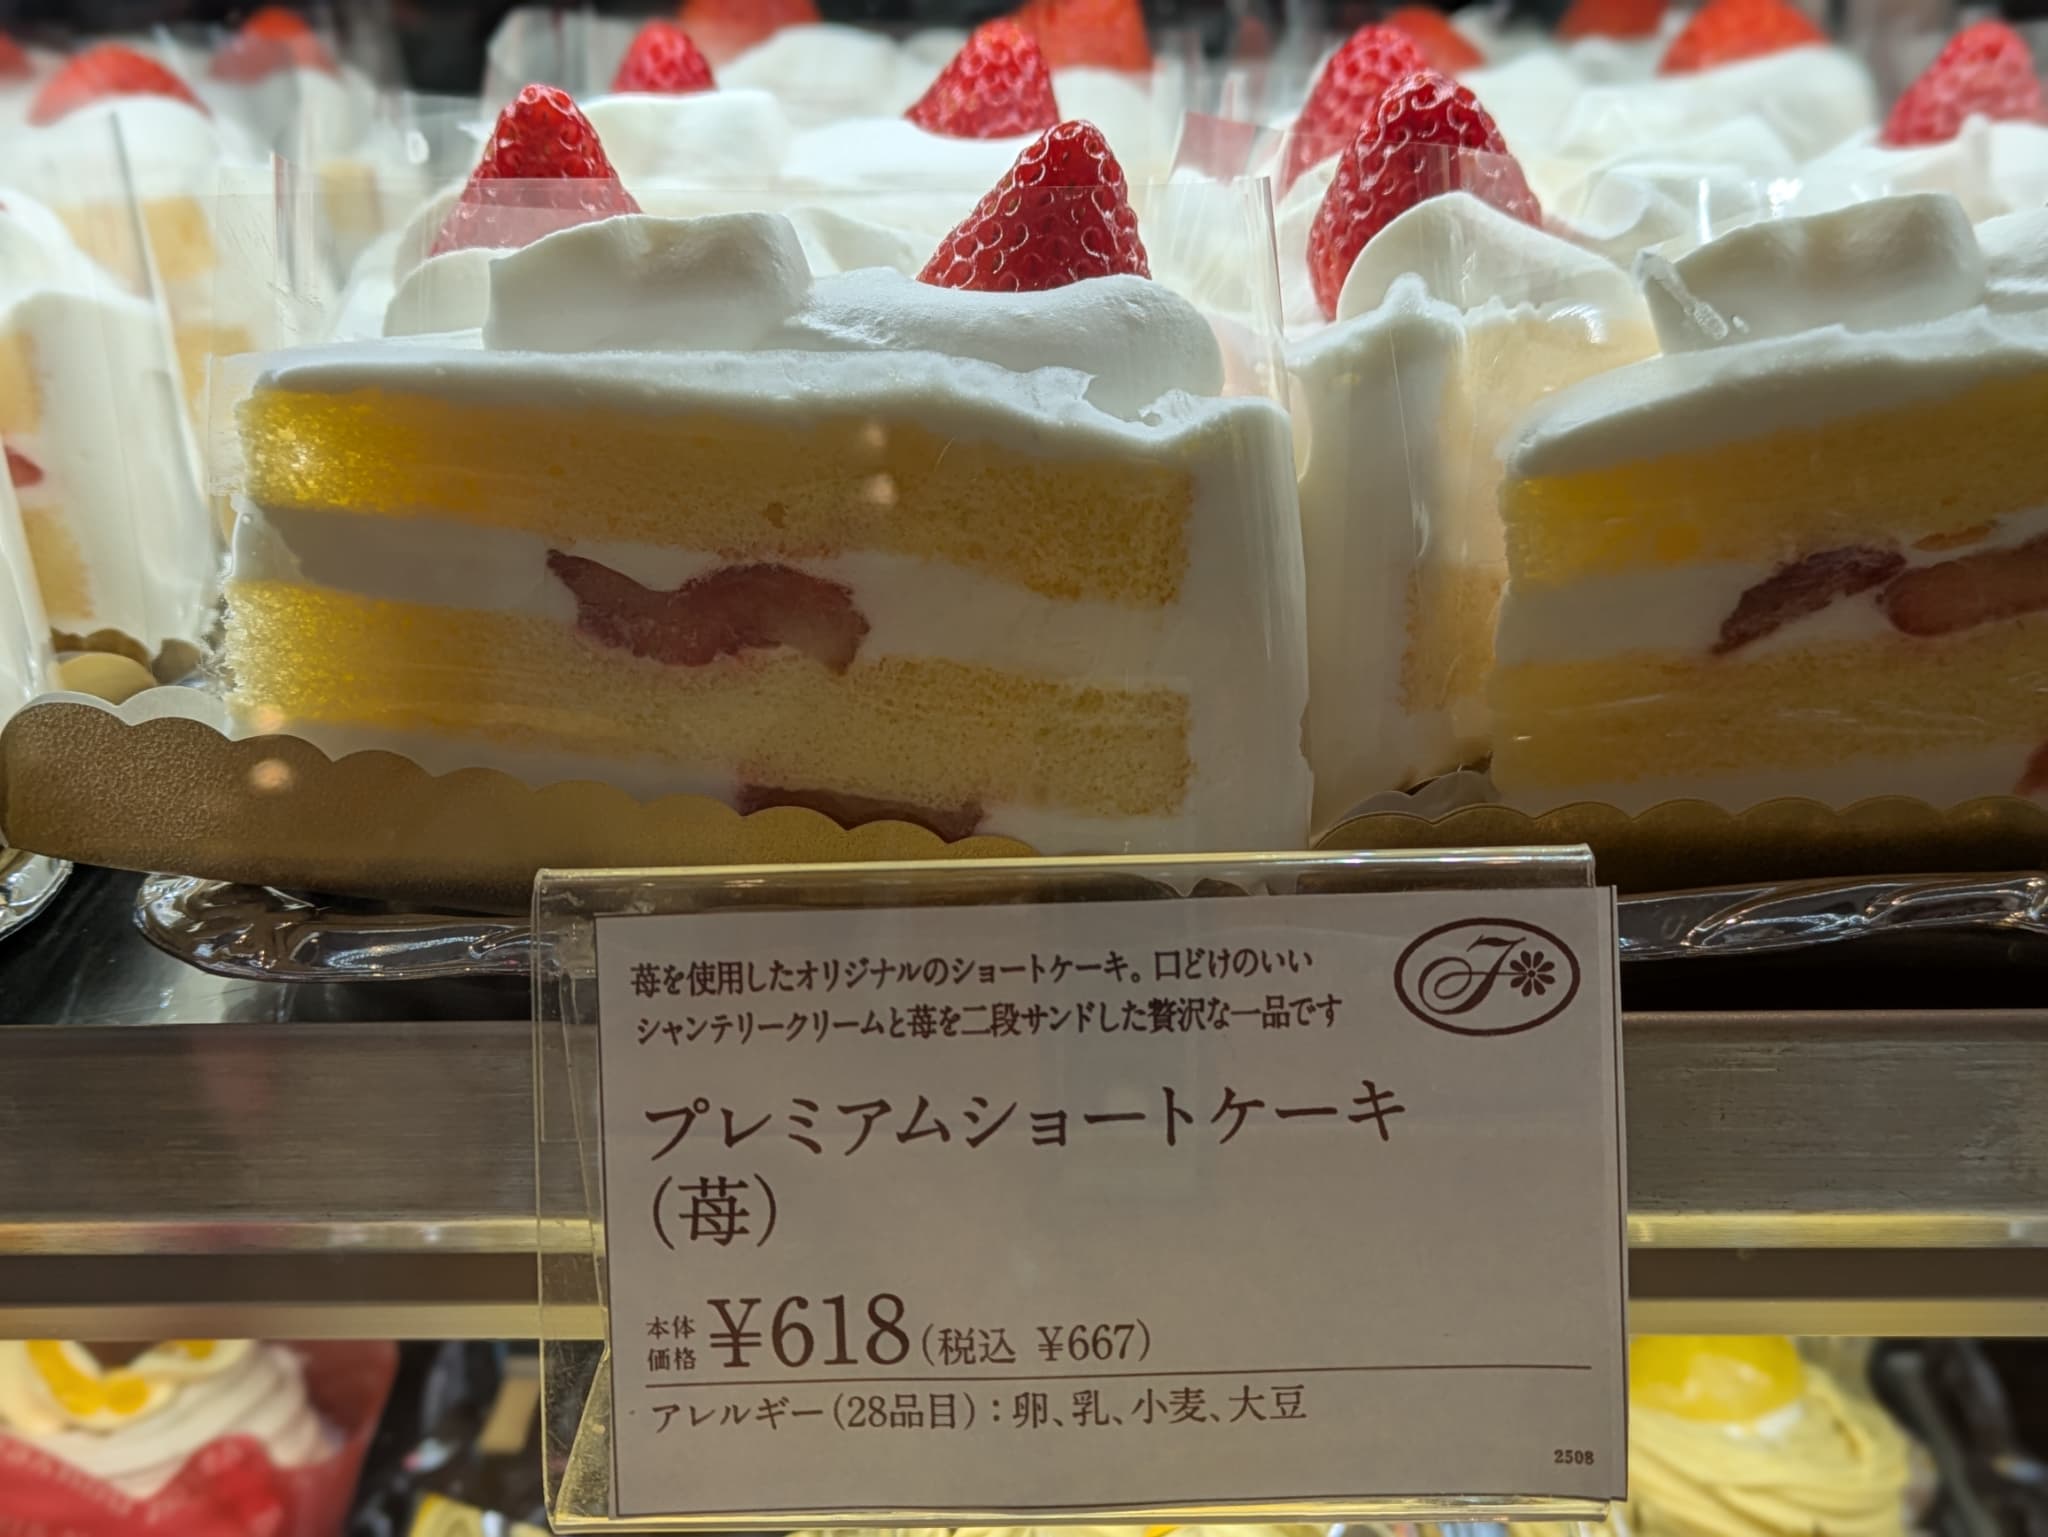 苺を使用したオリジナルのショートケーキ。口どけのいい
シャンテリークリームと苺を二段サンドした贅沢な一品です
プレミアムショートケーキ
(苺)
本体価格 ¥618(税込 ¥667)
アレルギー(28品目):卵、乳、小麦、大豆
2508